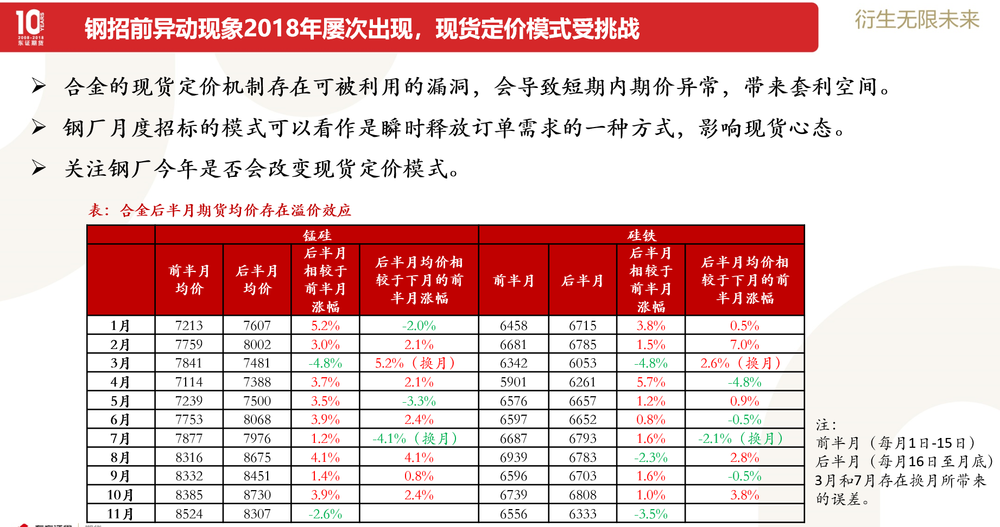 10 YEARS
2008-2018
东证期货
钢招前异动现象2018年屡次出现，现货定价模式受挑战
衍生无限未来
➢ 合金的现货定价机制存在可被利用的漏洞，会导致短期内期价异常，带来套利空间。
➢ 钢厂月度招标的模式可以看作是瞬时释放订单需求的一种方式，影响现货心态。
➢ 关注钢厂今年是否会改变现货定价模式。
表：合金后半月期货均价存在溢价效应
锰硅 硅铁
前半月均价 后半月均价 后半月相较于前半月涨幅 后半月均价相较于下月的前半月涨幅 前半月 后半月 后半月相较于前半月涨幅 后半月均价相较于下月的前半月涨幅
1月 7213 7607 5.2% -2.0% 6458 6715 3.8% 0.5%
2月 7759 8002 3.0% 2.1% 6681 6785 1.5% 7.0%
3月 7841 7481 -4.8% 5.2%（换月） 6342 6053 -4.8% 2.6%（换月）
4月 7114 7388 3.7% 2.1% 5901 6261 5.7% -4.8%
5月 7239 7500 3.5% -3.3% 6576 6657 1.2% 0.9%
6月 7753 8068 3.9% 2.4% 6597 6652 0.8% -0.5%
7月 7877 7976 1.2% -4.1%（换月） 6687 6793 1.6% -2.1%（换月）
8月 8316 8675 4.1% 4.1% 6939 6783 -2.3% 2.8%
9月 8332 8451 1.4% 0.8% 6596 6703 1.6% -0.5%
10月 8385 8730 3.9% 2.4% 6739 6808 1.0% 3.8%
11月 8524 8307 -2.6% 6556 6333 -3.5%
注：
前半月（每月1日-15日）
后半月（每月16日至月底）
3月和7月存在换月所带来
的误差。